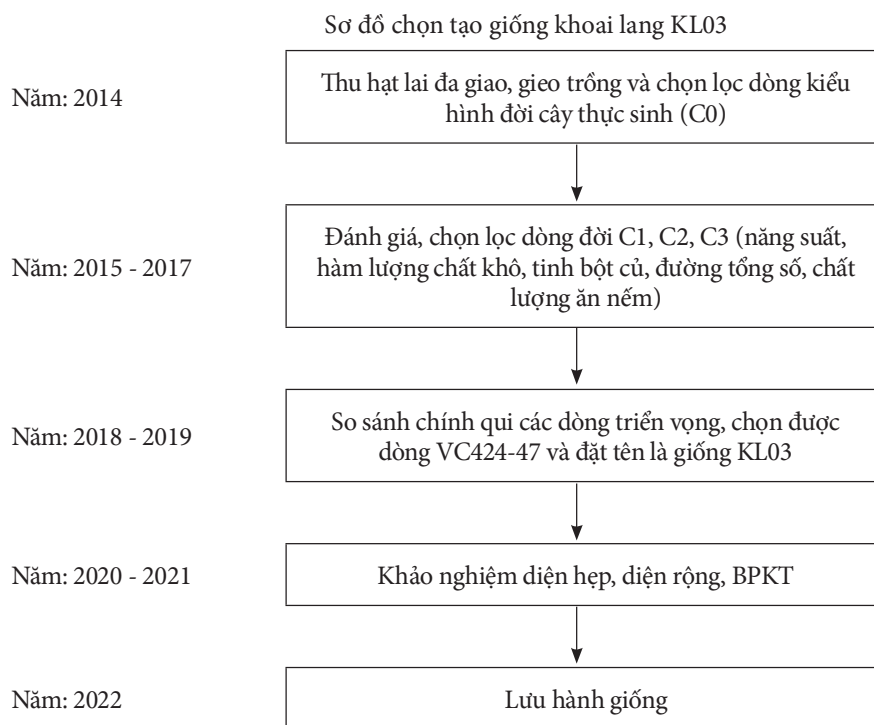 Sơ đồ chọn tạo giống khoai lang KL03
Năm: 2014
Thu hạt lai đa giao, gieo trồng và chọn lọc dòng kiểu
hình đời cây thực sinh (C0)
Năm: 2015 - 2017
Đánh giá, chọn lọc dòng đời C1, C2, C3 (năng suất,
hàm lượng chất khô, tinh bột củ, đường tổng số, chất
lượng ăn nếm)
Năm: 2018 - 2019
So sánh chính qui các dòng triển vọng, chọn được
dòng VC424-47 và đặt tên là giống KL03
Năm: 2020 - 2021
Khảo nghiệm diện hẹp, diện rộng, BPKT
Năm: 2022
Lưu hành giống